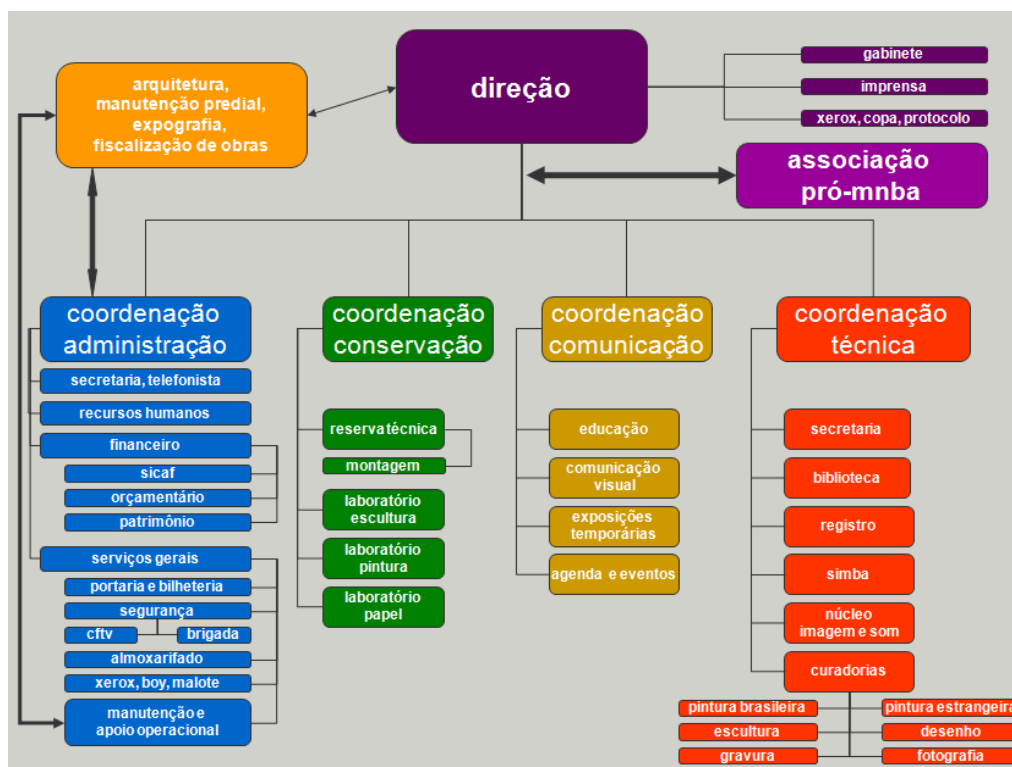 arquitetura,
manutenção predial,
expografia,
fiscalização de obras
direção
gabinete
imprensa
xerox, copa, protocolo
associação
pró-mnba
coordenação
administração
secretaria, telefonista
recursos humanos
financeiro
sicaf
orçamentário
patrimônio
serviços gerais
portaria e bilheteria
segurança
cftv
brigada
almoxarifado
xerox, boy, malote
manutenção e
apoio operacional
coordenação
conservação
reserva técnica
montagem
laboratório
escultura
laboratório
pintura
laboratório
papel
coordenação
comunicação
educação
comunicação
visual
exposições
temporárias
agenda e eventos
coordenação
técnica
secretaria
biblioteca
registro
simba
núcleo
imagem e som
curadorias
pintura brasileira
pintura estrangeira
escultura
desenho
gravura
fotografia